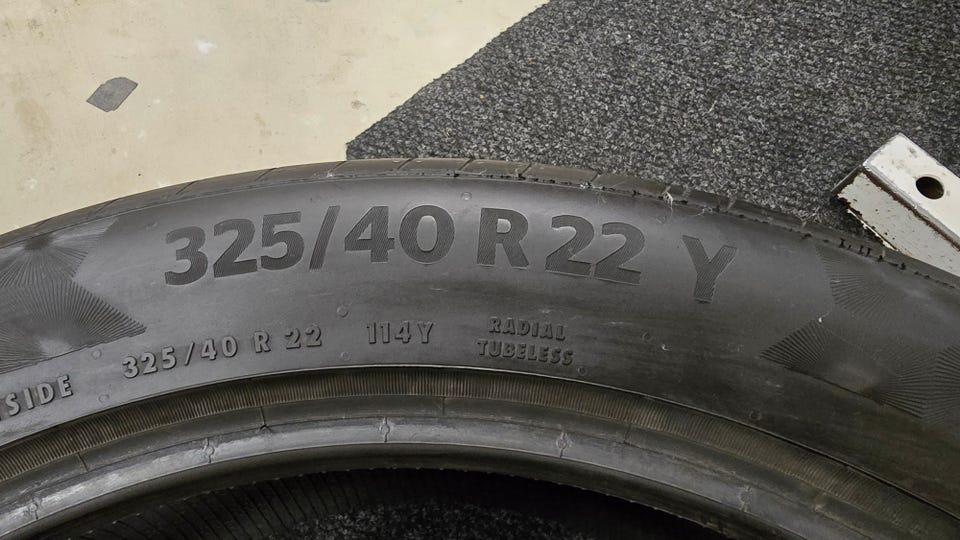 325/40 R 22 Y
SIDE 325/40 R 22 114Y RADIAL
TUBELESS